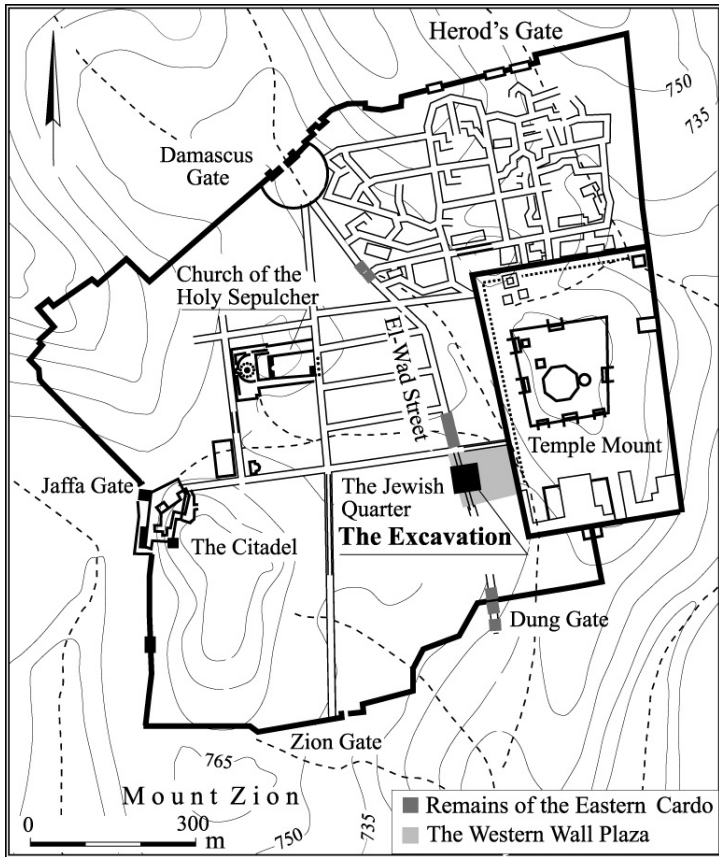 Herod's Gate
750
735
Damascus
Gate
Church of the
Holy Sepulcher
El-Wad Street
Temple Mount
Jaffa Gate
The Jewish
Quarter
The Excavation
The Citadel
Dung Gate
Zion Gate
765
Mount Zion
0 300
m
750
735
Remains of the Eastern Cardo
The Western Wall Plaza